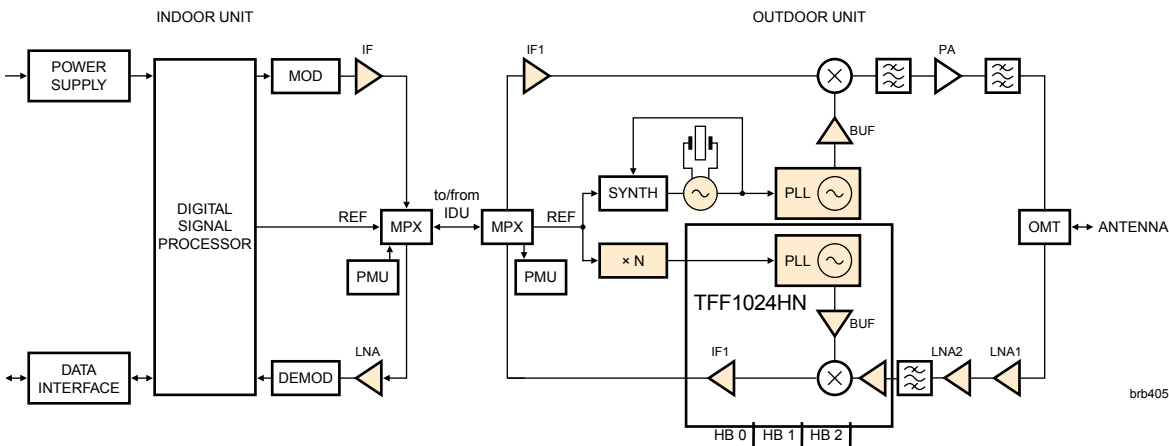 INDOOR UNIT
OUTDOOR UNIT
POWER
SUPPLY
DIGITAL
SIGNAL
PROCESSOR
MOD
IF
REF
MPX
PMU
to/from
IDU
DATA
INTERFACE
DEMOD
LNA
IF1
MPX
PMU
REF
SYNTH
× N
PLL
BUF
PA
PLL
TFF1024HN
BUF
IF1
LNA2
LNA1
OMT
ANTENNA
HB 0
HB 1
HB 2
brb405